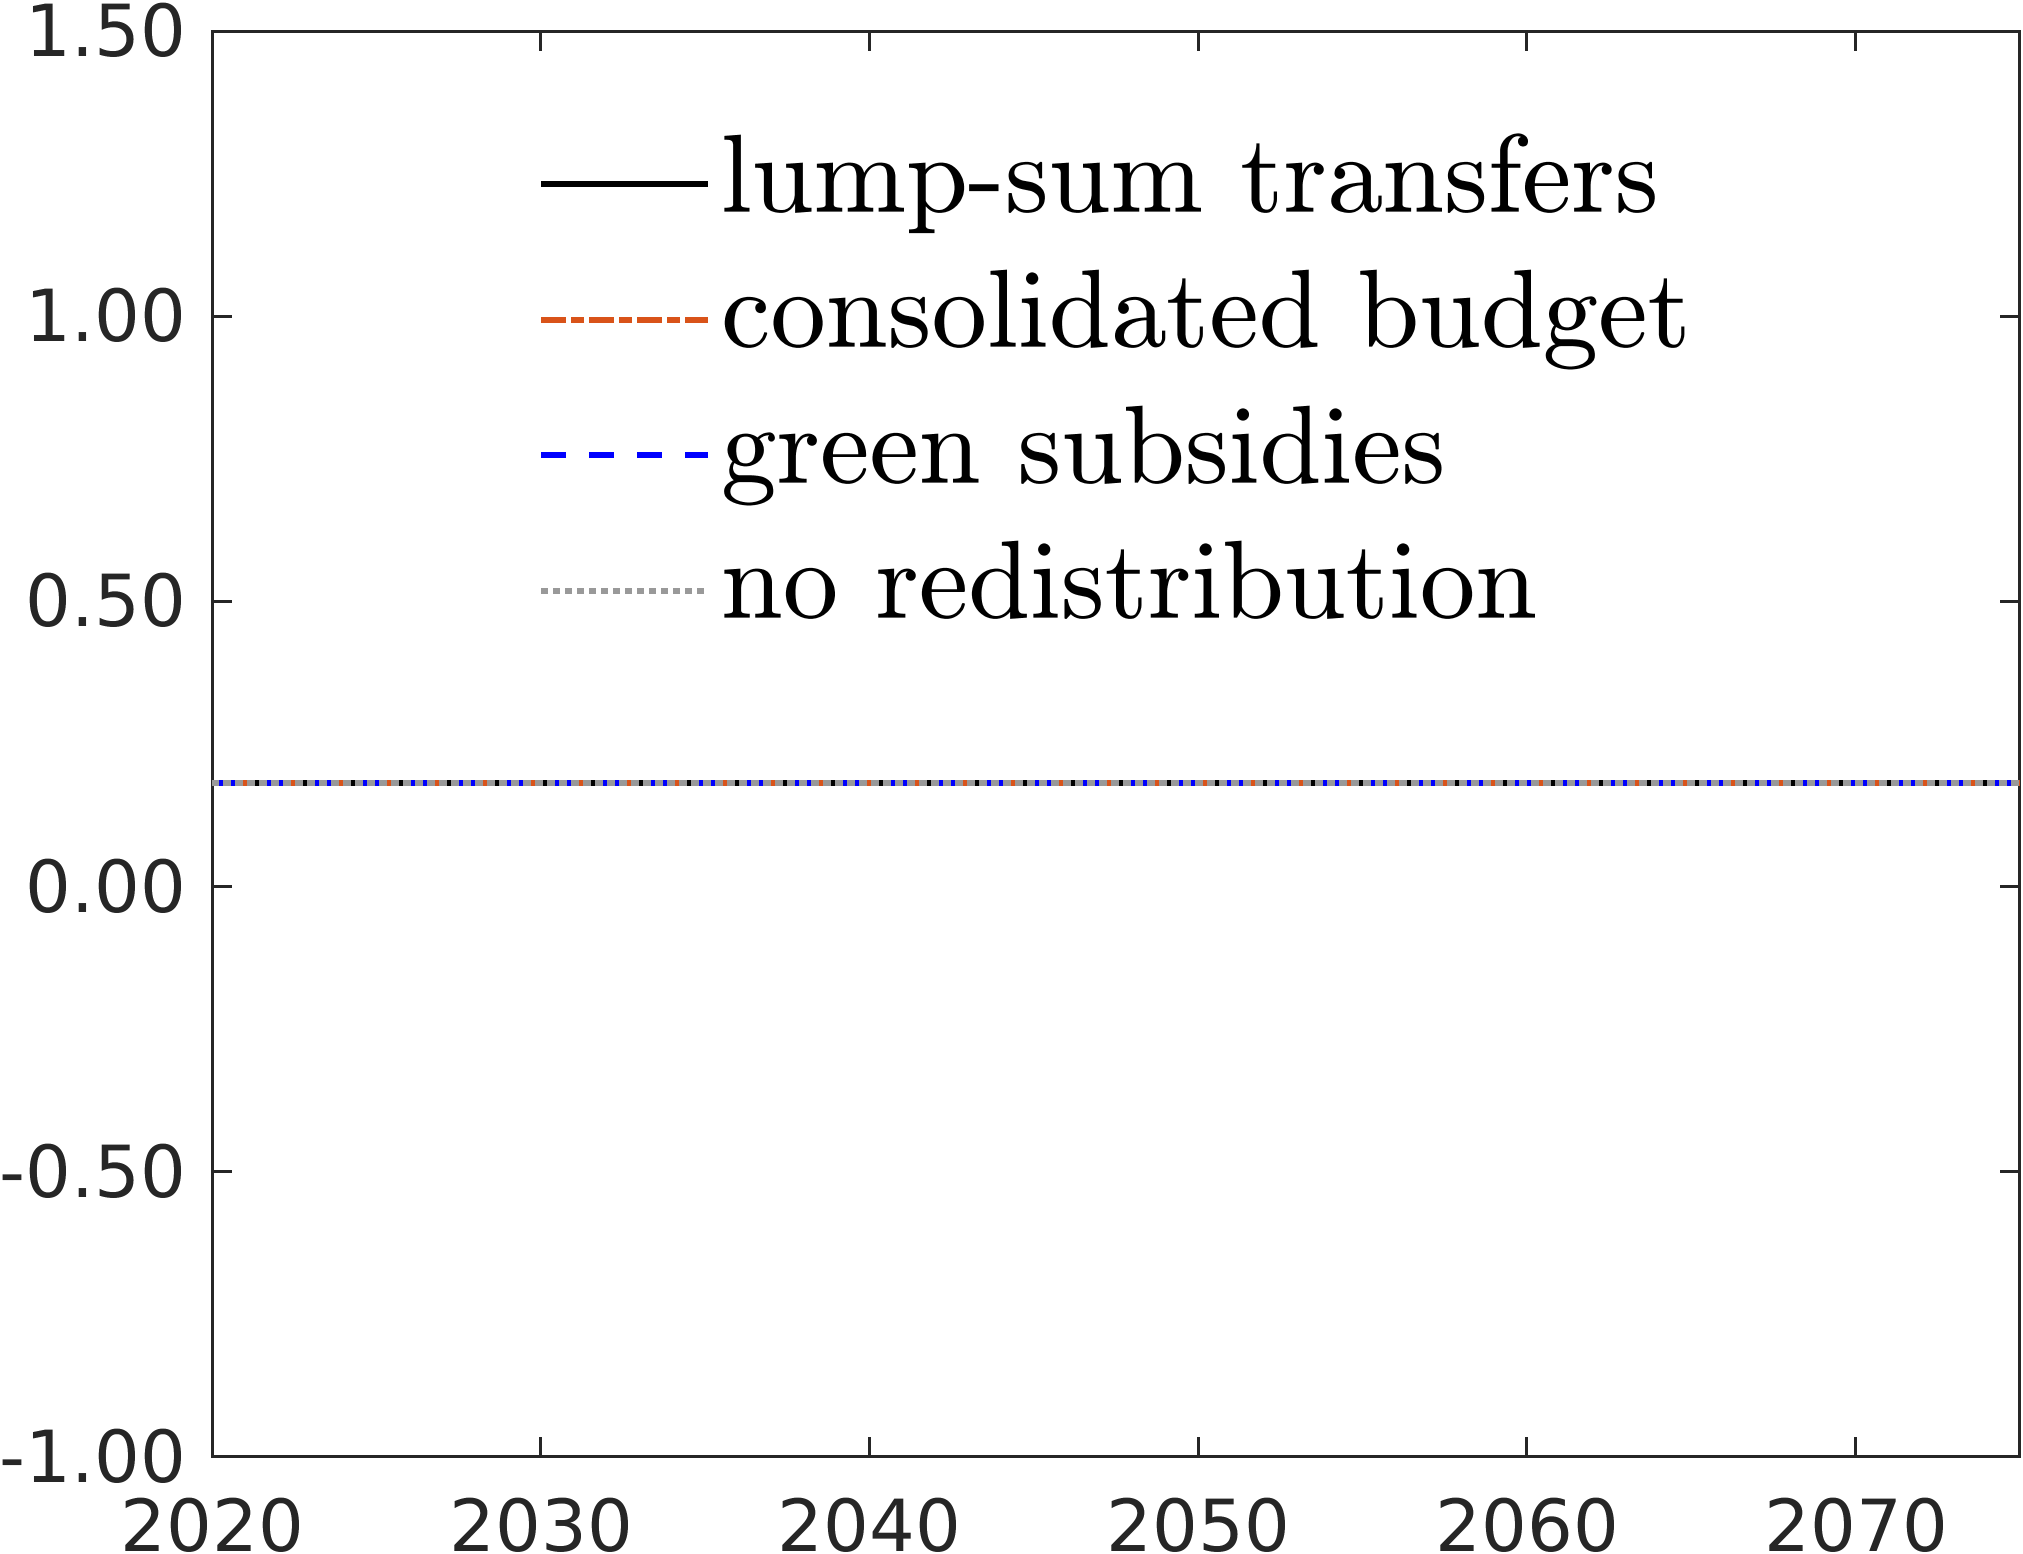 1.50
lump-sum transfers
consolidated budget
1.00
green subsidies
0.50
no redistribution
0.00
-0.50
-1.00
2020 2030 2040 2050 2060 2070